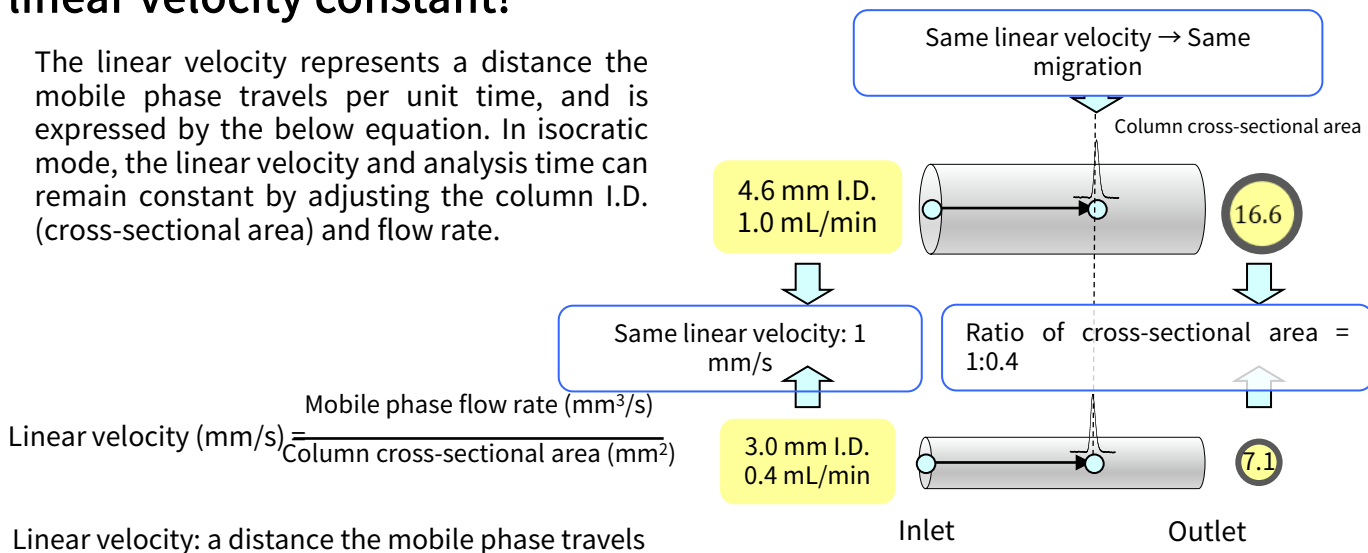 linear velocity constant!
The linear velocity represents a distance the
mobile phase travels per unit time, and is
expressed by the below equation. In isocratic
mode, the linear velocity and analysis time can
remain constant by adjusting the column I.D.
(cross-sectional area) and flow rate.
Linear velocity (mm/s) =
Mobile phase flow rate (mm³/s)
Column cross-sectional area (mm²)
Linear velocity: a distance the mobile phase travels
Same linear velocity → Same
migration
Column cross-sectional area
4.6 mm I.D.
1.0 mL/min
16.6
Same linear velocity: 1
mm/s
Ratio of cross-sectional area =
1:0.4
3.0 mm I.D.
0.4 mL/min
7.1
Inlet
Outlet